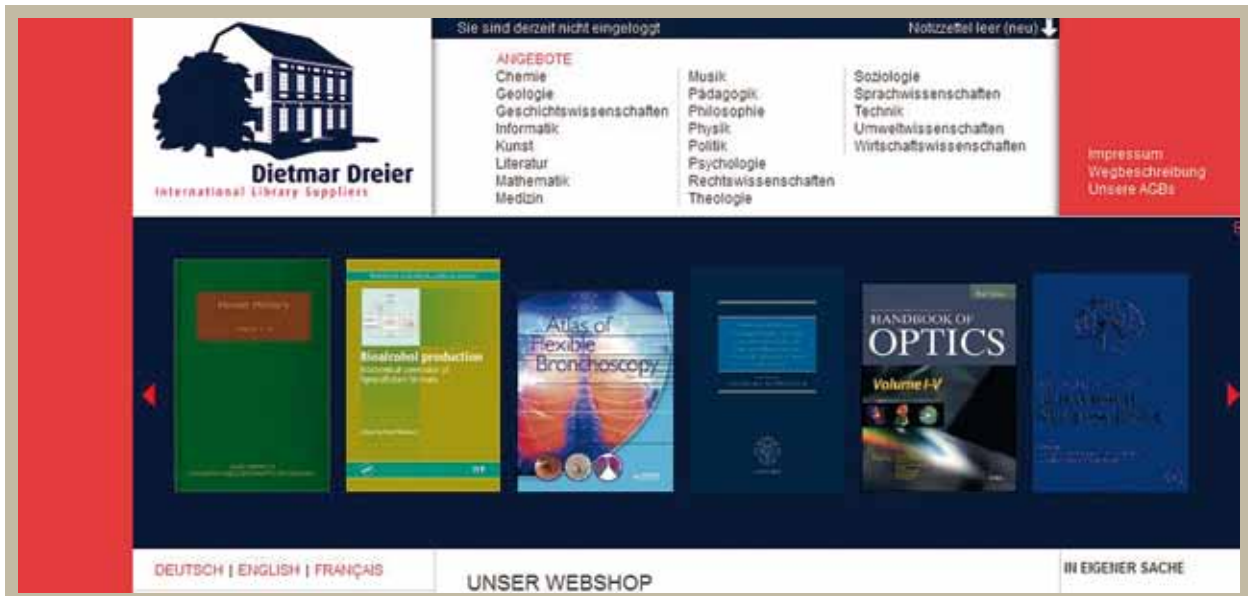 Sie sind derzeit nicht eingeloggt
Notizzettel leer (neu)
Dietmar Dreier
International Library Suppliers
ANGEBOTE
Chemie
Geologie
Geschichtswissenschaften
Informatik
Kunst
Literatur
Mathematik
Medizin
Musik
Pädagogik
Philosophie
Physik
Politik
Psychologie
Rechtswissenschaften
Theologie
Soziologie
Sprachwissenschaften
Technik
Umweltwissenschaften
Wirtschaftswissenschaften
Impressum
Wegbeschreibung
Unsere AGBs
Bioalcohol production
Atlas of
Flexible
Bronchoscopy
HANDBOOK OF
OPTICS
Volume I-V
DEUTSCH | ENGLISH | FRANÇAIS
UNSER WEBSHOP
IN EIGENER SACHE